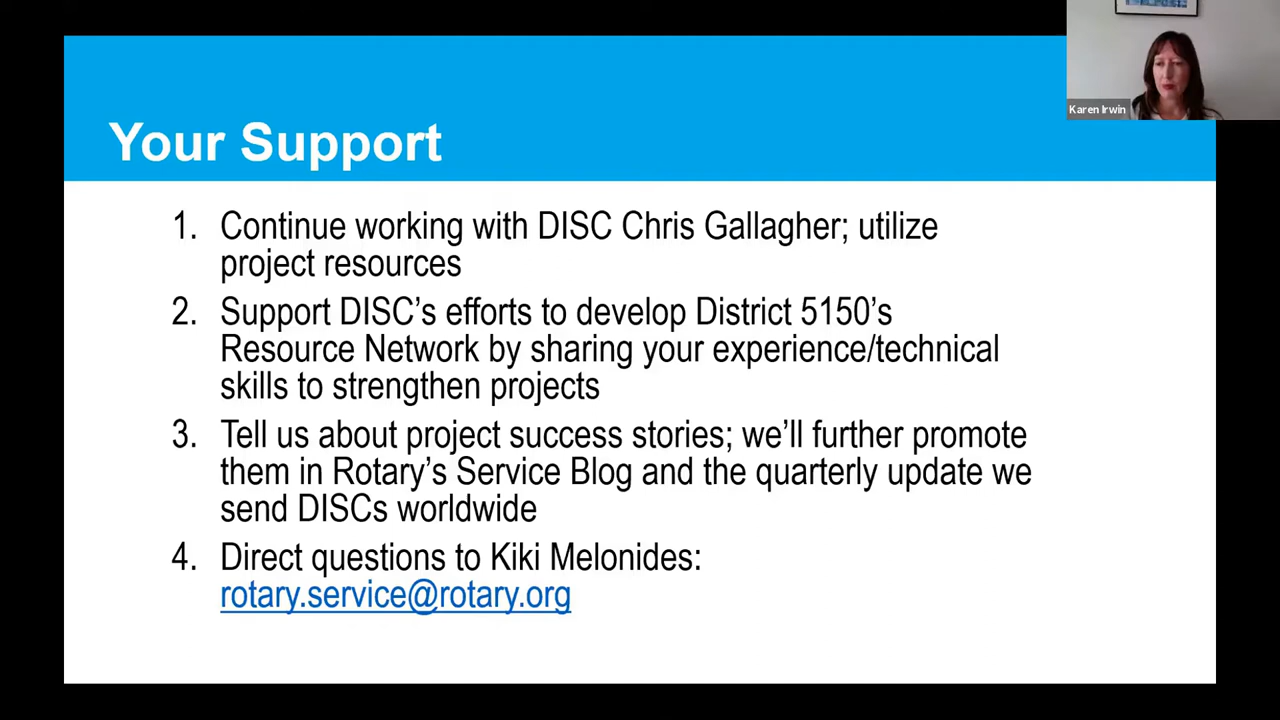 Karen Irwin
Your Support
1. Continue working with DISC Chris Gallagher; utilize
project resources
2. Support DISC’s efforts to develop District 5150’s
Resource Network by sharing your experience/technical
skills to strengthen projects
3. Tell us about project success stories; we’ll further promote
them in Rotary’s Service Blog and the quarterly update we
send DISCs worldwide
4. Direct questions to Kiki Melonides:
rotary.service@rotary.org